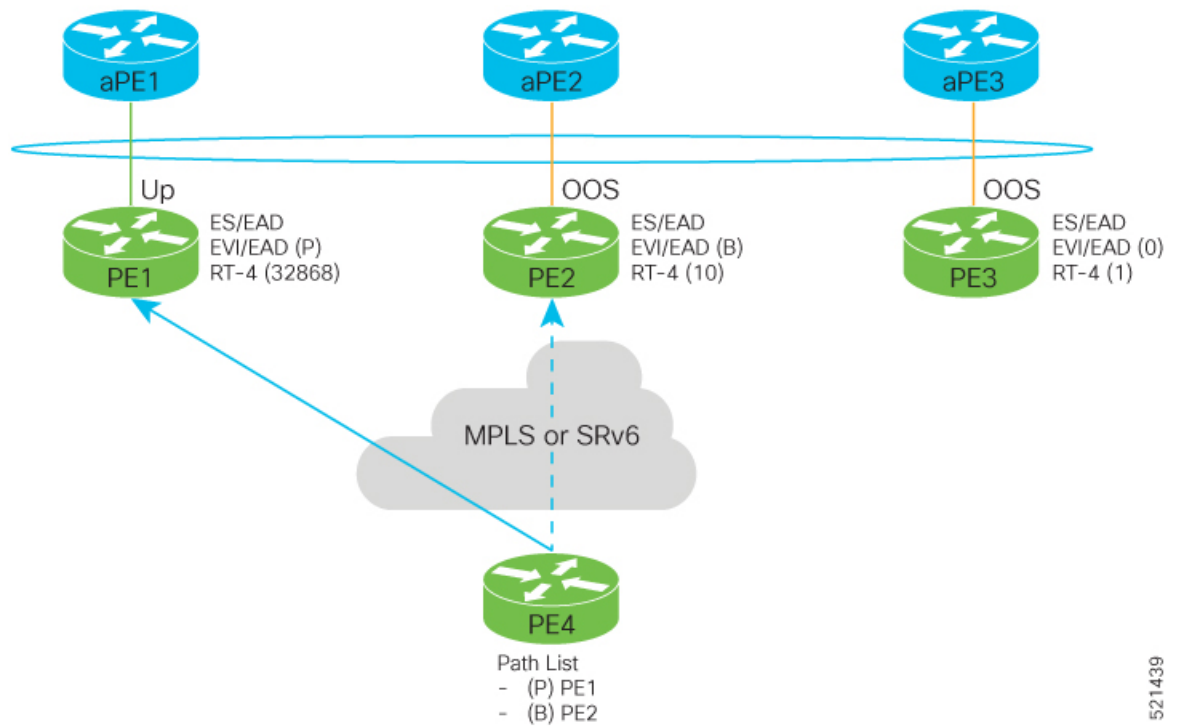 aPE1
aPE2
aPE3
Up
OOS
OOS
ES/EAD
EVI/EAD (P)
RT-4 (32868)
PE1
ES/EAD
EVI/EAD (B)
RT-4 (10)
PE2
ES/EAD
EVI/EAD (0)
RT-4 (1)
PE3
MPLS or SRv6
PE4
Path List
- (P) PE1
- (B) PE2
521439